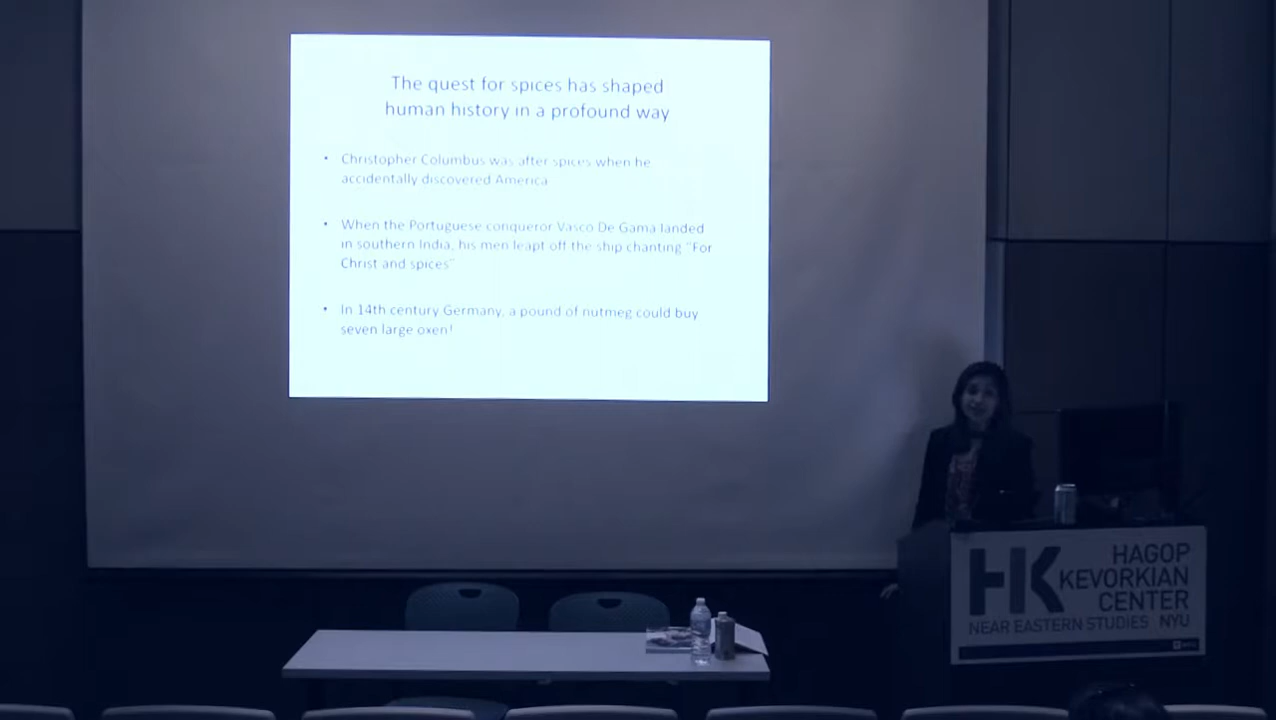 The quest for spices has shaped
human history in a profound way
• Christopher Columbus was after spices when he
accidentally discovered America
• When the Portuguese conqueror Vasco De Gama landed
in southern India, his men leapt off the ship chanting "For
Christ and spices"
• In 14th century Germany, a pound of nutmeg could buy
seven large oxen!
HK
HAGOP
KEVORKIAN
CENTER
NEAR EASTERN STUDIES NYU